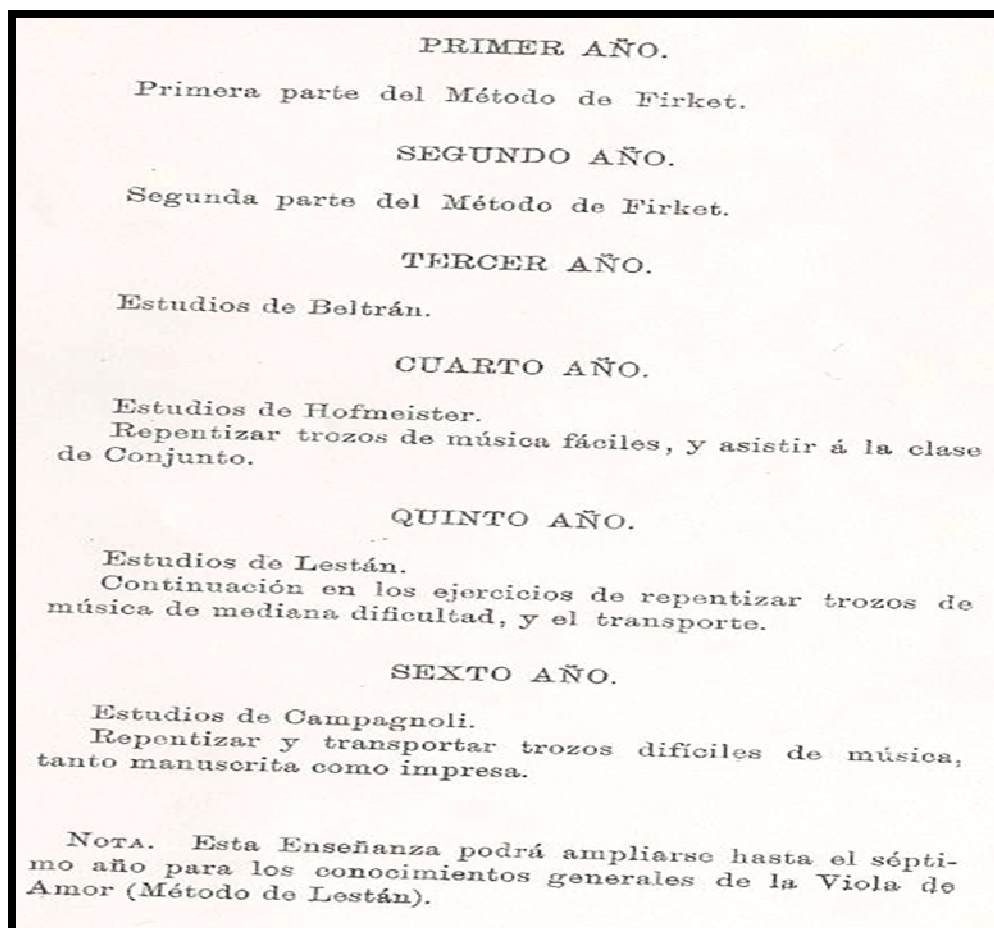 PRIMER AÑO.
Primera parte del Método de Firket.
SEGUNDO AÑO.
Segunda parte del Método de Firket.
TERCER AÑO.
Estudios de Beltrán.
CUARTO AÑO.
Estudios de Hofmeister.
Repentizar trozos de música fáciles, y asistir á la clase
de Conjunto.
QUINTO AÑO.
Estudios de Lestán.
Continuación en los ejercicios de repentizar trozos de
música de mediana dificultad, y el transporte.
SEXTO AÑO.
Estudios de Campagnoli.
Repentizar y transportar trozos difíciles de música,
tanto manuscrita como impresa.
NOTA. Esta Enseñanza podrá ampliarse hasta el sépti-
mo año para los conocimientos generales de la Viola de
Amor (Método de Lestán).